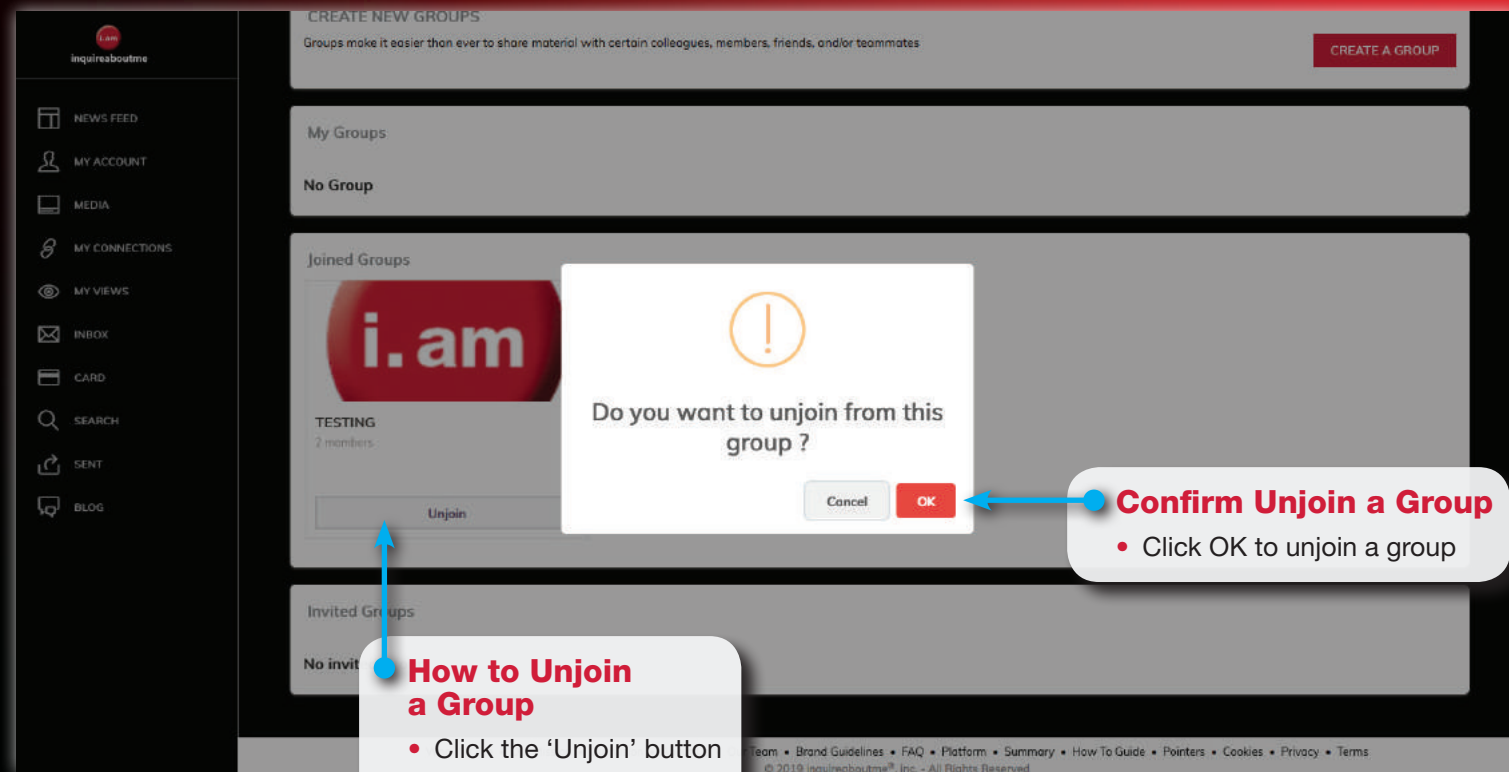 CREATE NEW GROUPS
Groups make it easier than ever to share material with certain colleagues, members, friends, and/or teammates
CREATE A GROUP
i.am
inquireaboutme
NEWS FEED
MY ACCOUNT
MEDIA
MY CONNECTIONS
MY VIEWS
INBOX
CARD
SEARCH
SENT
BLOG
My Groups
No Group
Joined Groups
i.am
TESTING
2 members
Unjoin
Do you want to unjoin from this
group ?
Cancel
OK
Confirm Unjoin a Group
• Click OK to unjoin a group
Invited Groups
No invit
How to Unjoin
a Group
• Click the ‘Unjoin’ button
Team • Brand Guidelines • FAQ • Platform • Summary • How To Guide • Pointers • Cookies • Privacy • Terms
© 2019 inquireaboutme®, Inc. - All Rights Reserved